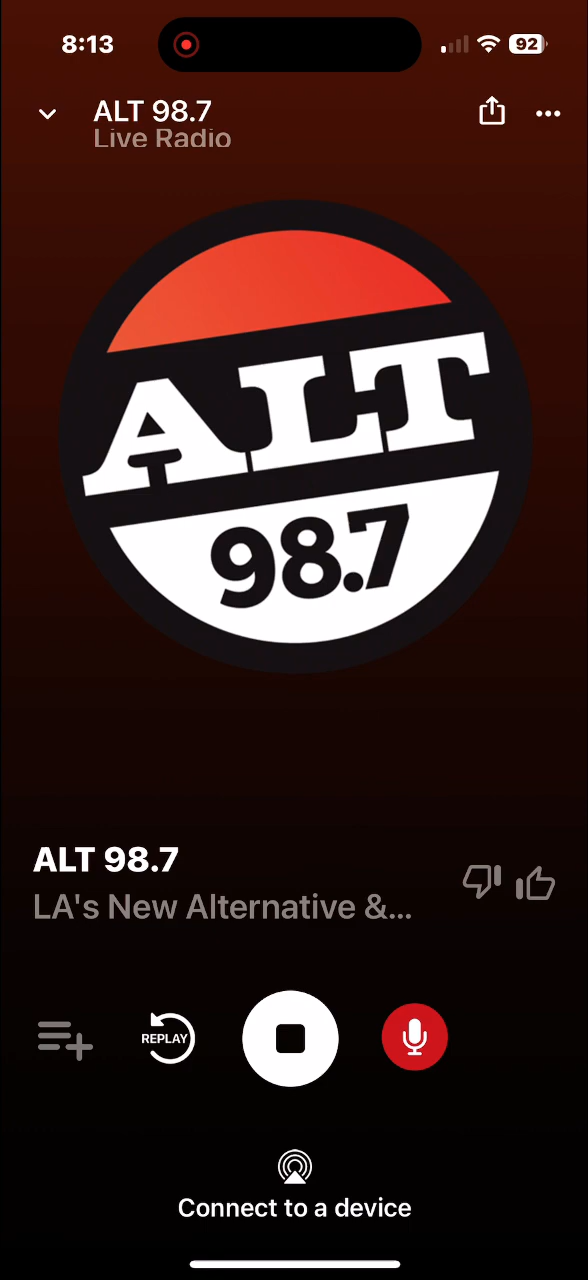 8:13
92
ALT 98.7
Live Radio
ALT
98.7
ALT 98.7
LA's New Alternative &...
REPLAY
Connect to a device